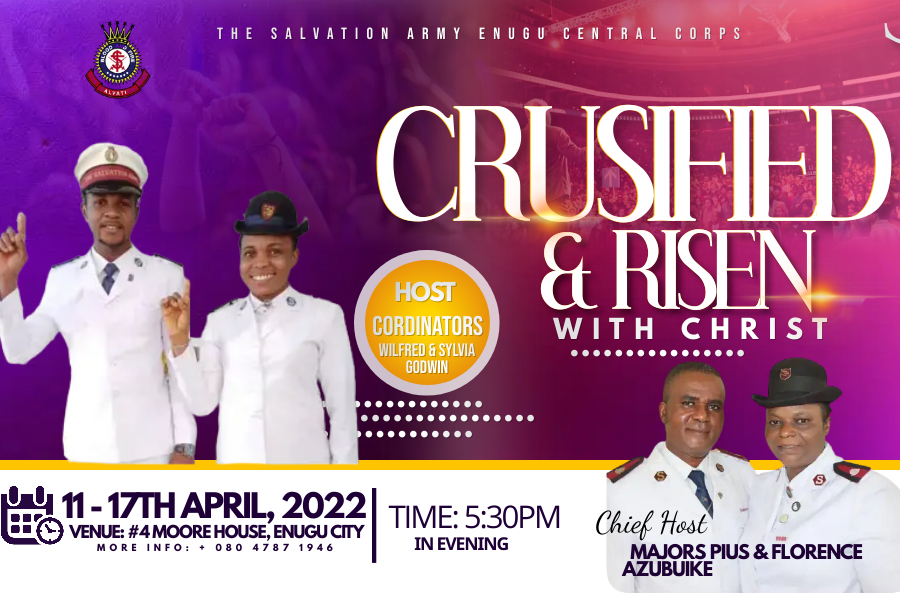 THE SALVATION ARMY ENUGU CENTRAL CORPS
CRUSIFIED
& RISEN
WITH CHRIST
HOST
CORDINATORS
WILFRED & SYLVIA
GODWIN
11 - 17TH APRIL, 2022
VENUE: #4 MOORE HOUSE, ENUGU CITY
MORE INFO: + 080 4787 1946
TIME: 5:30PM
IN EVENING
Chief Host
MAJORS PIUS & FLORENCE
AZUBUIKE